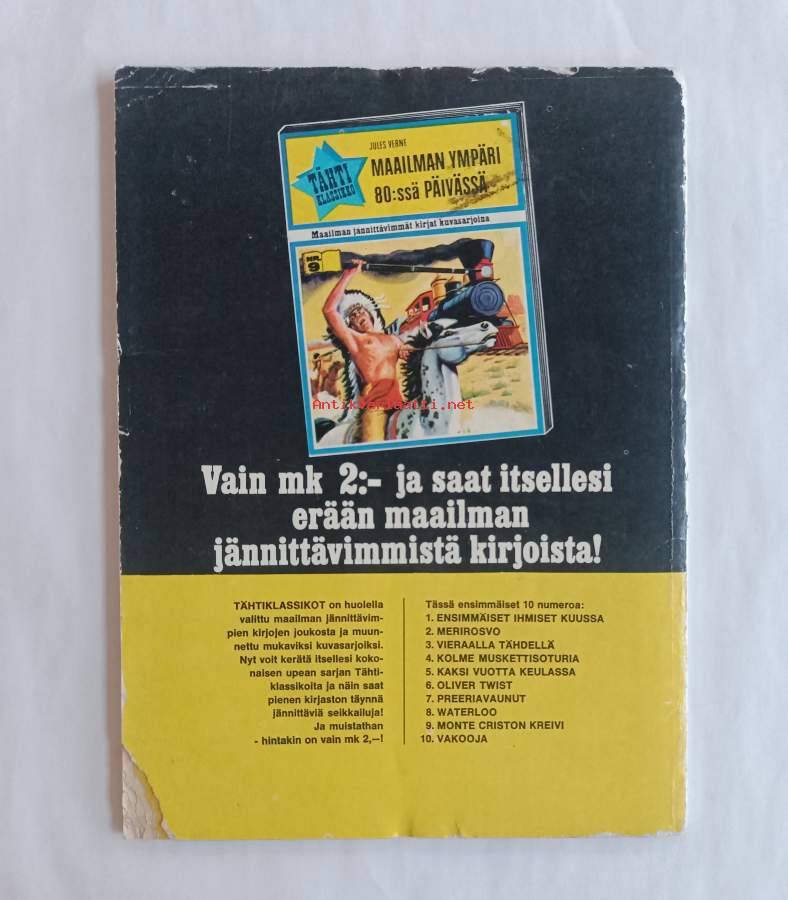 JULES VERNE
TÄHTI
KLASSIKKO
MAAILMAN YMPÄRI
80:ssä PÄIVÄSSÄ
Maailman jännittävimmät kirjat kuvasarjoina
NR.
9
Antikvariaatti.net
Vain mk 2:- ja saat itsellesi
erään maailman
jännittävimmistä kirjoista!
TÄHTIKLASSIKOT on huolella
valittu maailman jännittävim-
pien kirjojen joukosta ja muun-
nettu mukaviksi kuvasarjoiksi.
Nyt voit kerätä itsellesi koko-
naisen upean sarjan Tähti-
klassikoita ja näin saat
pienen kirjaston täynnä
jännittäviä seikkailuja!
Ja muistathan
- hintakin on vain mk 2,—!
Tässä ensimmäiset 10 numeroa:
1. ENSIMMÄISET IHMISET KUUSSA
2. MERIROSVO
3. VIERAALLA TÄHDELLÄ
4. KOLME MUSKETTISOTURIA
5. KAKSI VUOTTA KEULASSA
6. OLIVER TWIST
7. PREERIAVAUNUT
8. WATERLOO
9. MONTE CRISTON KREIVI
10. VAKOOJA